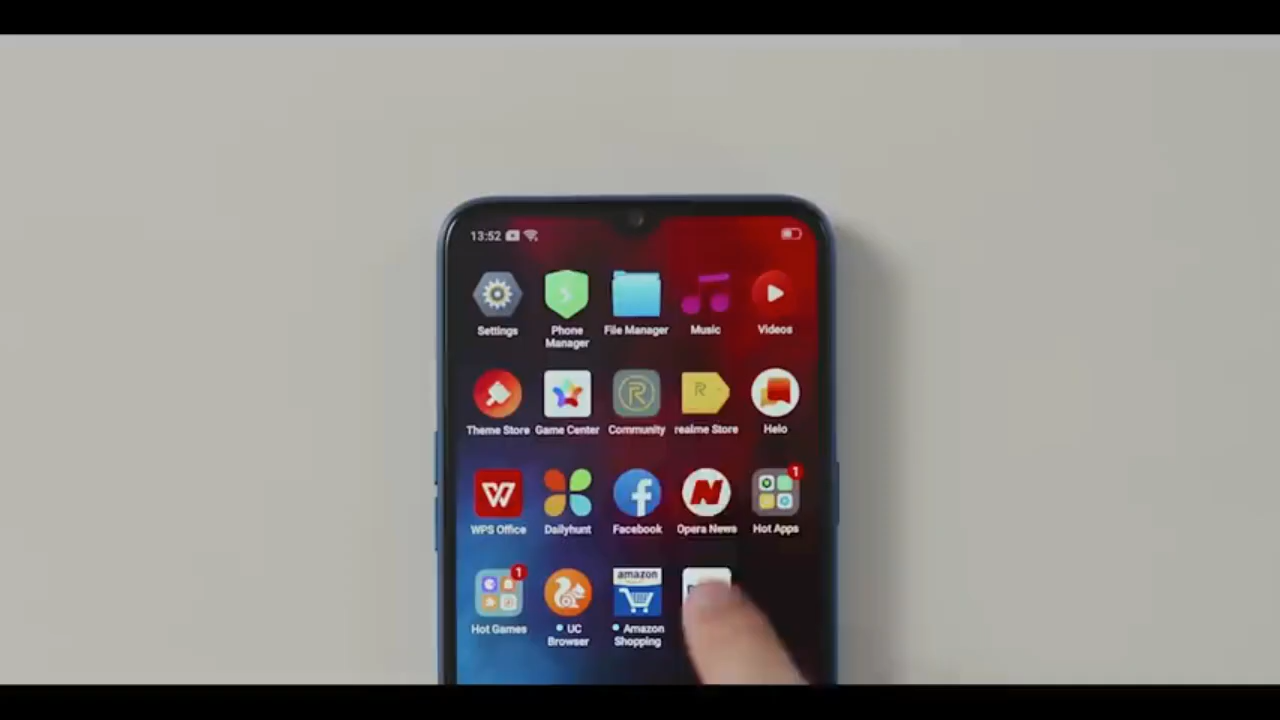 13:52
Settings
Phone
Manager
File Manager
Music
Videos
Theme Store
Game Center
Community
realme Store
Helo
WPS Office
Dailyhunt
Facebook
Opera News
1
Hot Apps
1
Hot Games
UC
Browser
amazon
Amazon
Shopping